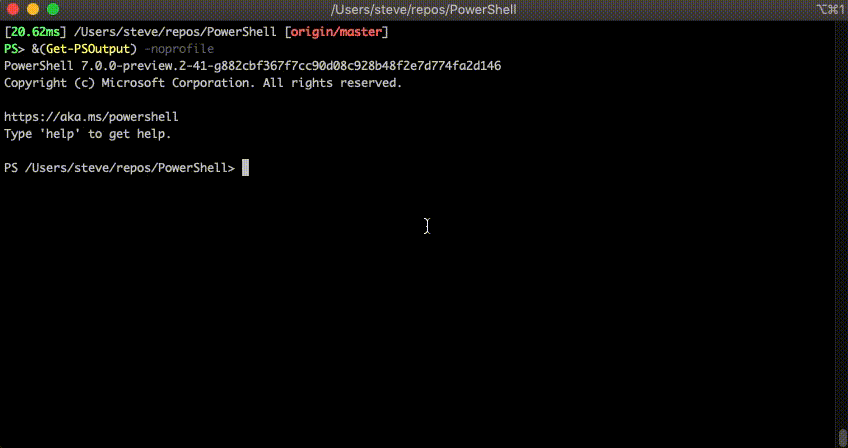 /Users/steve/repos/PowerShell ⌥⌘1
[20.62ms] /Users/steve/repos/PowerShell [origin/master]
PS> &(Get-PSOutput) -noprofile
PowerShell 7.0.0-preview.2-41-g882cbf367f7cc90d08c928b48f2e7d774fa2d146
Copyright (c) Microsoft Corporation. All rights reserved.
https://aka.ms/powershell
Type 'help' to get help.
PS /Users/steve/repos/PowerShell>